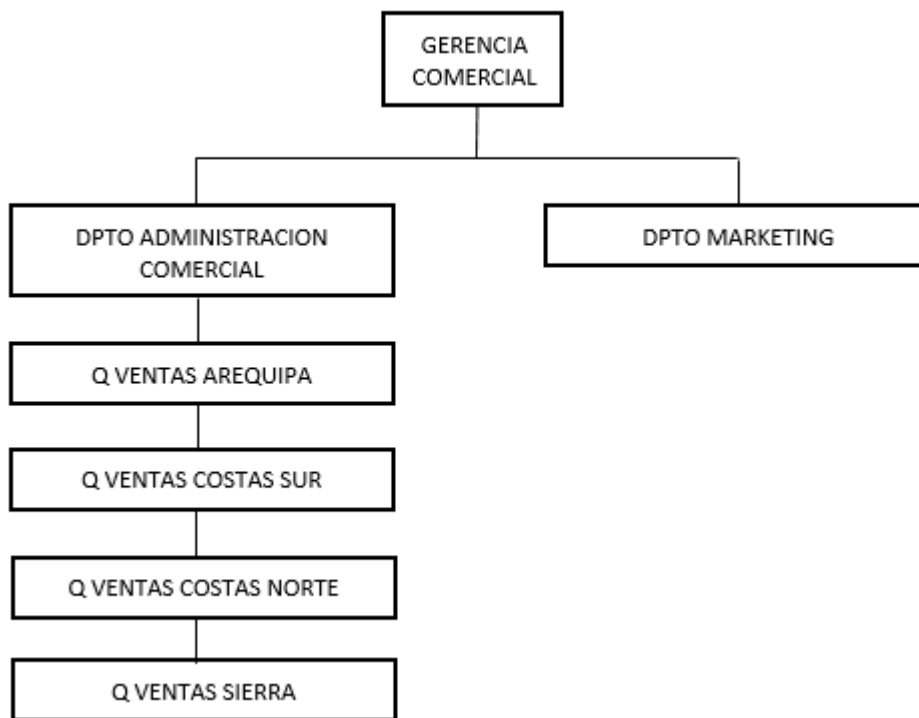 GERENCIA
COMERCIAL
DPTO ADMINISTRACION
COMERCIAL
DPTO MARKETING
Q VENTAS AREQUIPA
Q VENTAS COSTAS SUR
Q VENTAS COSTAS NORTE
Q VENTAS SIERRA